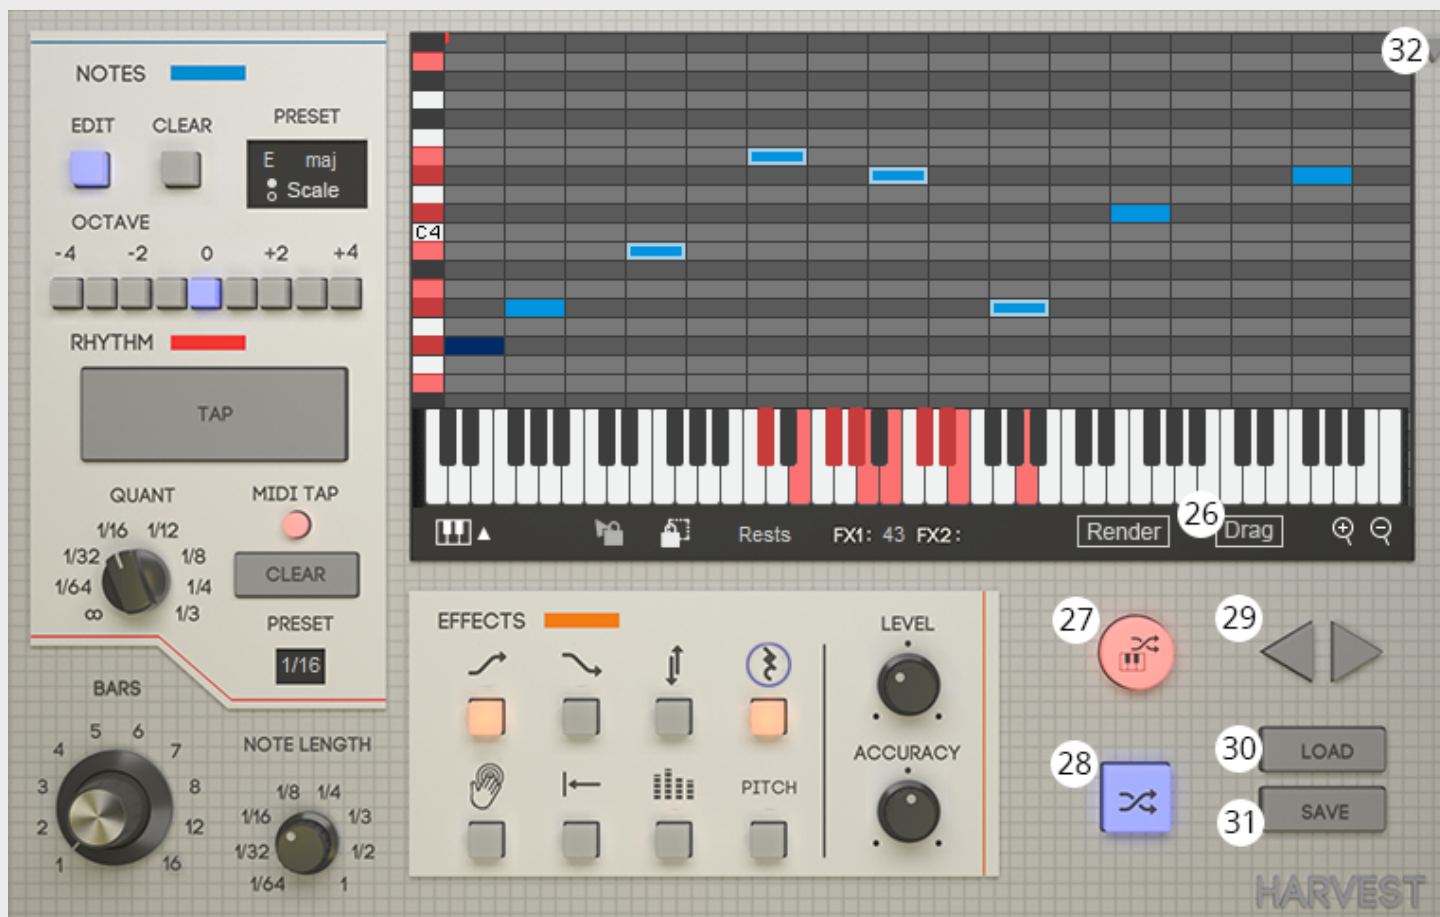 32
NOTES
EDIT CLEAR PRESET
E maj
Scale
OCTAVE
-4 -2 0 +2 +4
RHYTHM
TAP
QUANT
1/16 1/12
1/32 1/8
1/64 1/4
∞ 1/3
MIDI TAP
CLEAR
PRESET
1/16
BARS
1 2 3 4 5 6 7 8 12 16
NOTE LENGTH
1/8 1/4
1/16 1/3
1/32 1/2
1/64 1
C4
Rests FX1: 43 FX2: Render 26 Drag
EFFECTS
PITCH
LEVEL
ACCURACY
27
29
28
30 LOAD
31 SAVE
HARVEST